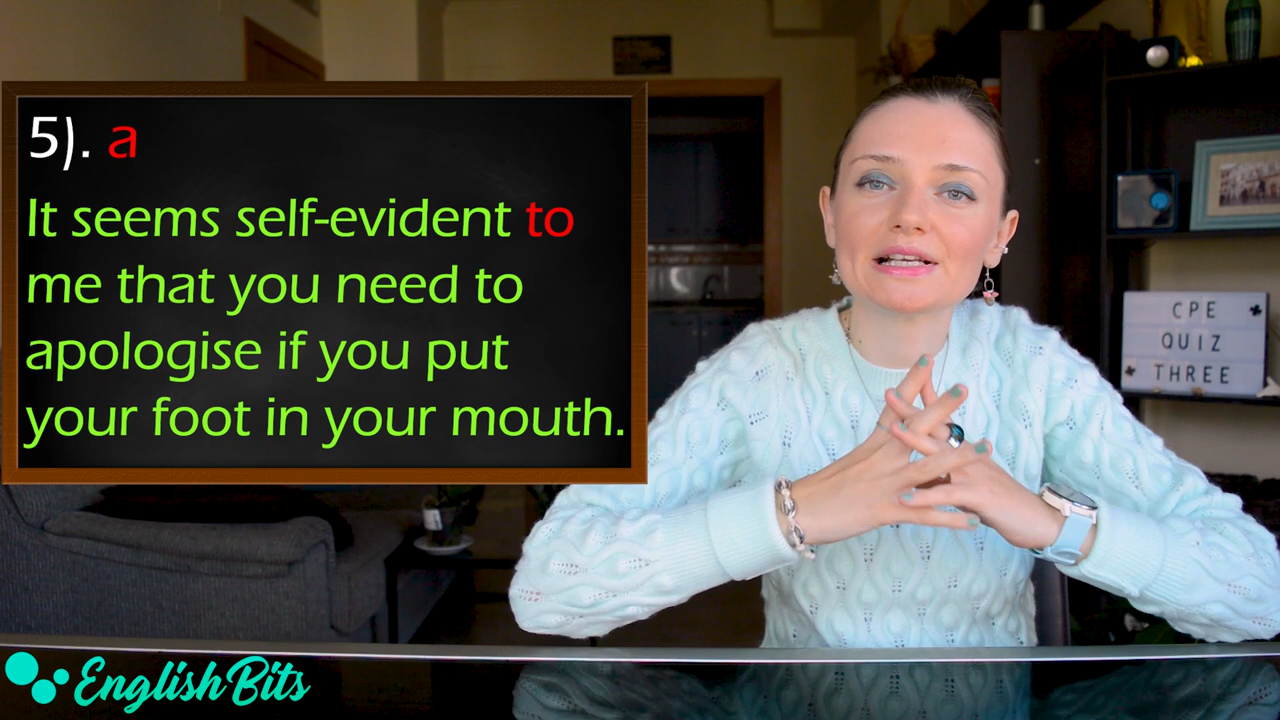 5). a
It seems self-evident to
me that you need to
apologise if you put
your foot in your mouth.
CPE
QUIZ
THREE
EnglishBits